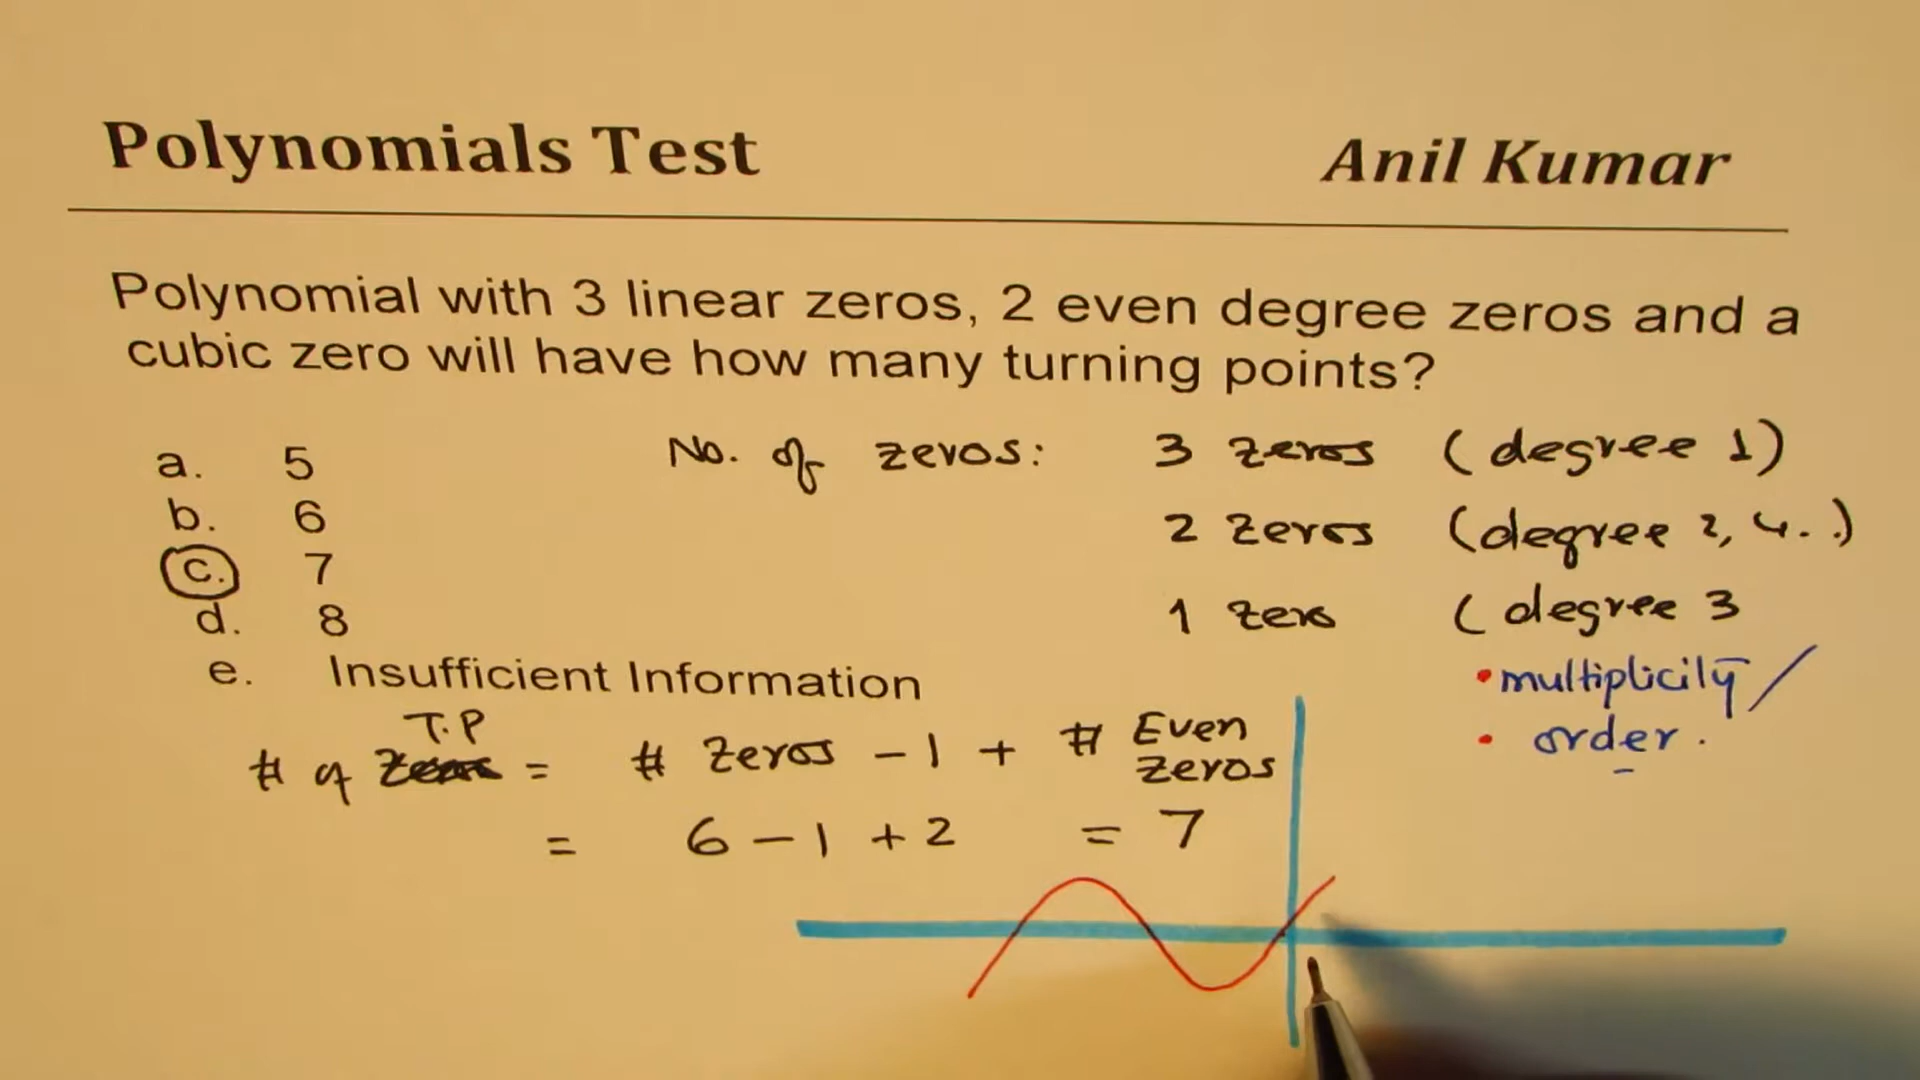 Polynomials Test Anil Kumar
Polynomial with 3 linear zeros, 2 even degree zeros and a
cubic zero will have how many turning points?
a. 5
b. 6
c. 7
d. 8
e. Insufficient Information
No. of zeros: 3 zeros (degree 1)
2 zeros (degree 2, 4..)
1 zero (degree 3
• multiplicity /
• order.
T.P
# of = # zeros - 1 + # Even
zeros
= 6 - 1 + 2 = 7